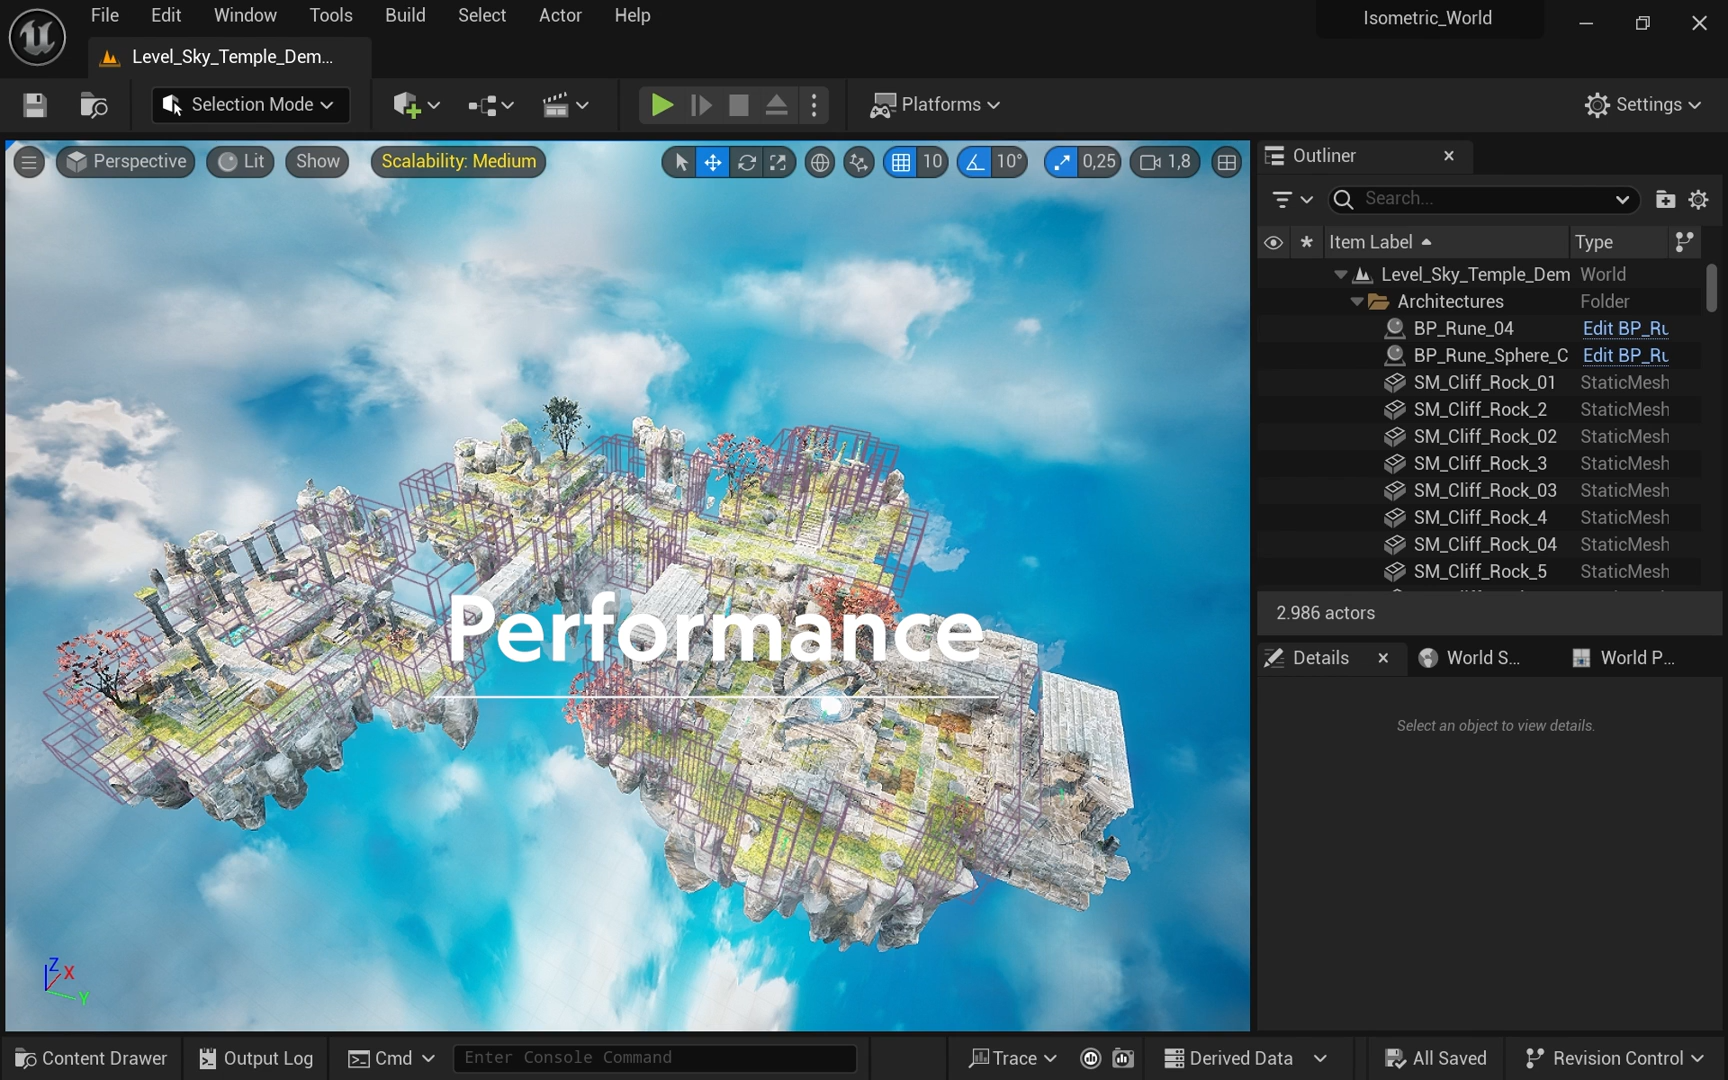 File Edit Window Tools Build Select Actor Help
Isometric_World
Level_Sky_Temple_Dem...
Selection Mode
Platforms
Settings
Perspective
Lit
Show
Scalability: Medium
10
10°
0,25
1,8
Outliner
Search...
Item Label
Type
Level_Sky_Temple_Dem World
Architectures Folder
BP_Rune_04 Edit BP_Ru
BP_Rune_Sphere_C Edit BP_Ru
SM_Cliff_Rock_01 StaticMesh
SM_Cliff_Rock_2 StaticMesh
SM_Cliff_Rock_02 StaticMesh
SM_Cliff_Rock_3 StaticMesh
SM_Cliff_Rock_03 StaticMesh
SM_Cliff_Rock_4 StaticMesh
SM_Cliff_Rock_04 StaticMesh
SM_Cliff_Rock_5 StaticMesh
2.986 actors
Performance
Details
World S...
World P...
Select an object to view details.
Z
X
Y
Content Drawer
Output Log
Cmd
Enter Console Command
Trace
Derived Data
All Saved
Revision Control